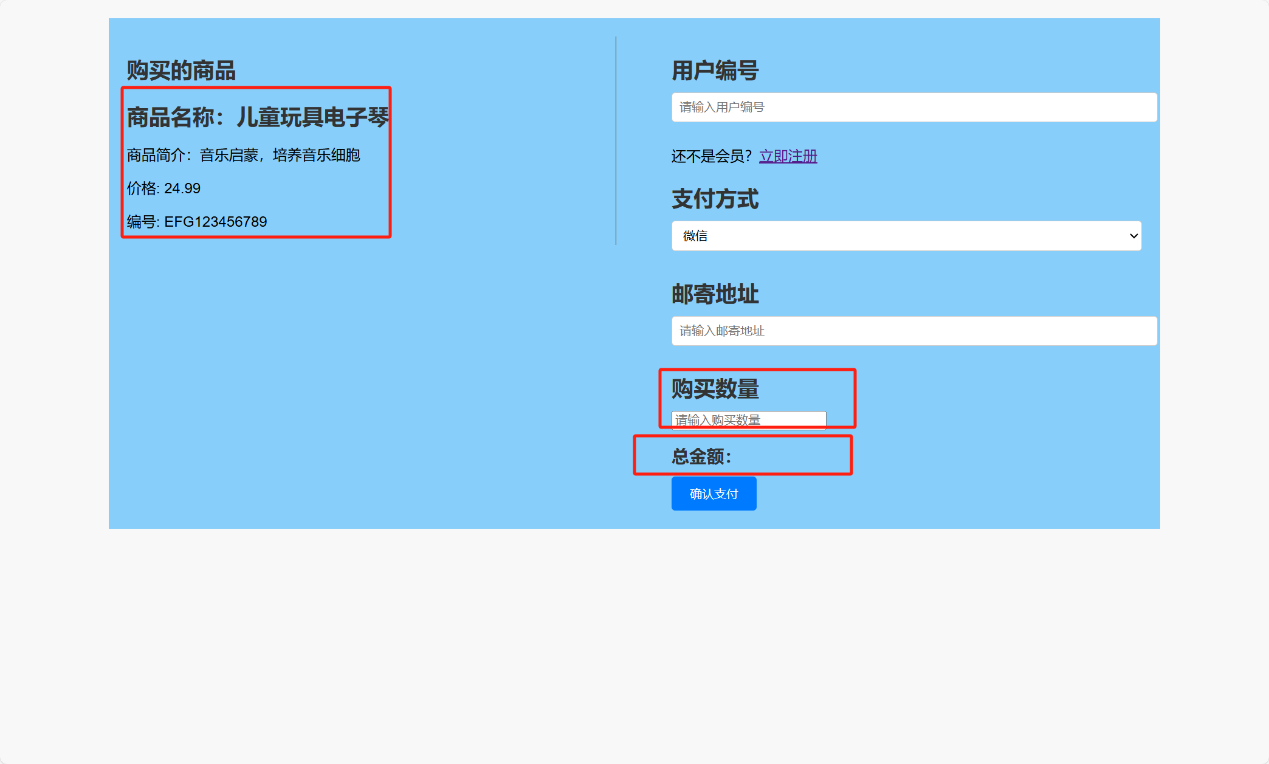 购买的商品
商品名称：儿童玩具电子琴
商品简介：音乐启蒙，培养音乐细胞
价格: 24.99
编号: EFG123456789
用户编号
请输入用户编号
还不是会员？立即注册
支付方式
微信
邮寄地址
请输入邮寄地址
购买数量
请输入购买数量
总金额：
确认支付